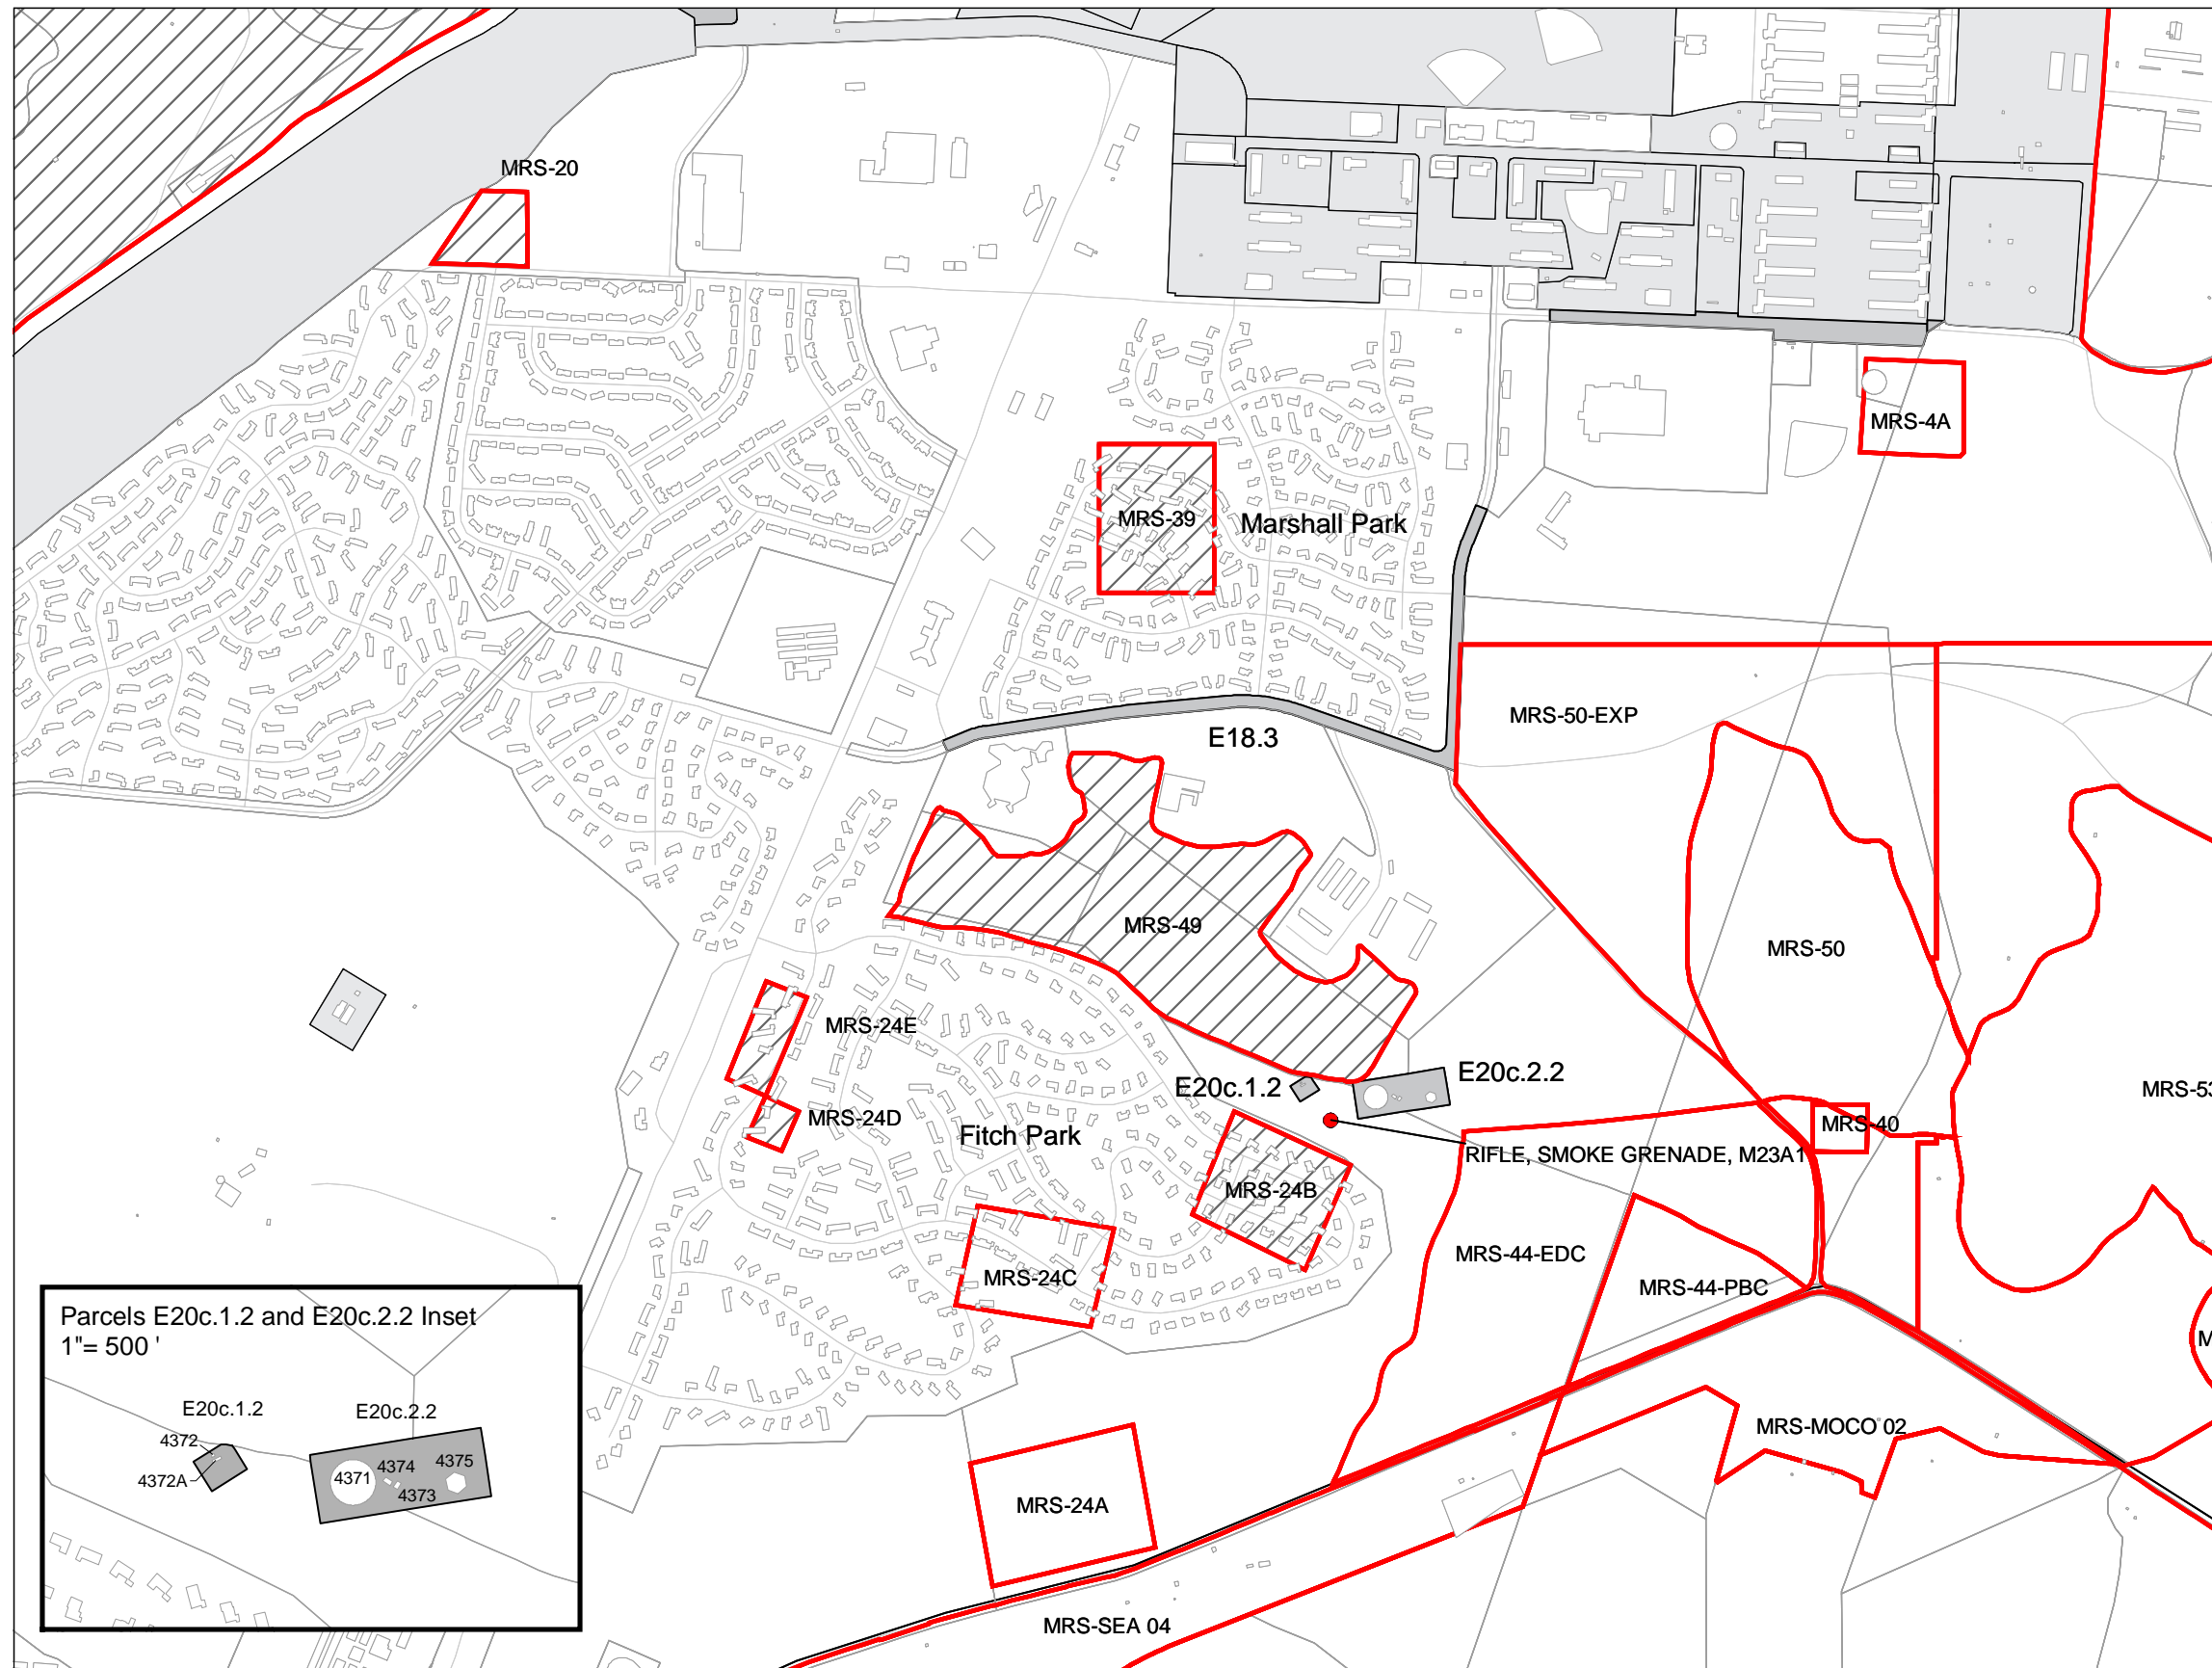 MRS-20
MRS-4A
MRS-39
Marshall Park
MRS-50-EXP
E18.3
MRS-49
MRS-50
MRS-24E
E20c.1.2
E20c.2.2
MRS-53
MRS-24D
MRS-40
Fitch Park
RIFLE, SMOKE GRENADE, M23A1
MRS-24B
MRS-44-EDC
MRS-24C
MRS-44-PBC
Parcels E20c.1.2 and E20c.2.2 Inset
1"= 500 '
E20c.1.2
E20c.2.2
4372
4372A
4371
4374
4373
4375
M
MRS-MOCO 02
MRS-24A
MRS-SEA 04